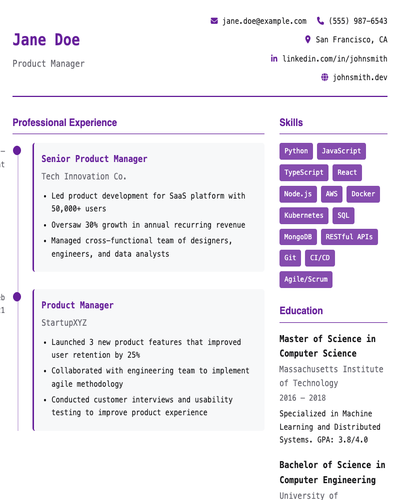 jane.doe@example.com (555) 987-6543
Jane Doe
San Francisco, CA
Product Manager
linkedin.com/in/johnsmith
johnsmith.dev
Professional Experience
Senior Product Manager
Tech Innovation Co.
• Led product development for SaaS platform with
50,000+ users
• Oversaw 30% growth in annual recurring revenue
• Managed cross-functional team of designers,
engineers, and data analysts
Product Manager
StartupXYZ
• Launched 3 new product features that improved
user retention by 25%
• Collaborated with engineering team to implement
agile methodology
• Conducted customer interviews and usability
testing to improve product experience
Skills
Python JavaScript
TypeScript React
Node.js AWS Docker
Kubernetes SQL
MongoDB RESTful APIs
Git CI/CD
Agile/Scrum
Education
Master of Science in
Computer Science
Massachusetts Institute
of Technology
2016 – 2018
Specialized in Machine
Learning and Distributed
Systems. GPA: 3.8/4.0
Bachelor of Science in
Computer Engineering
University of